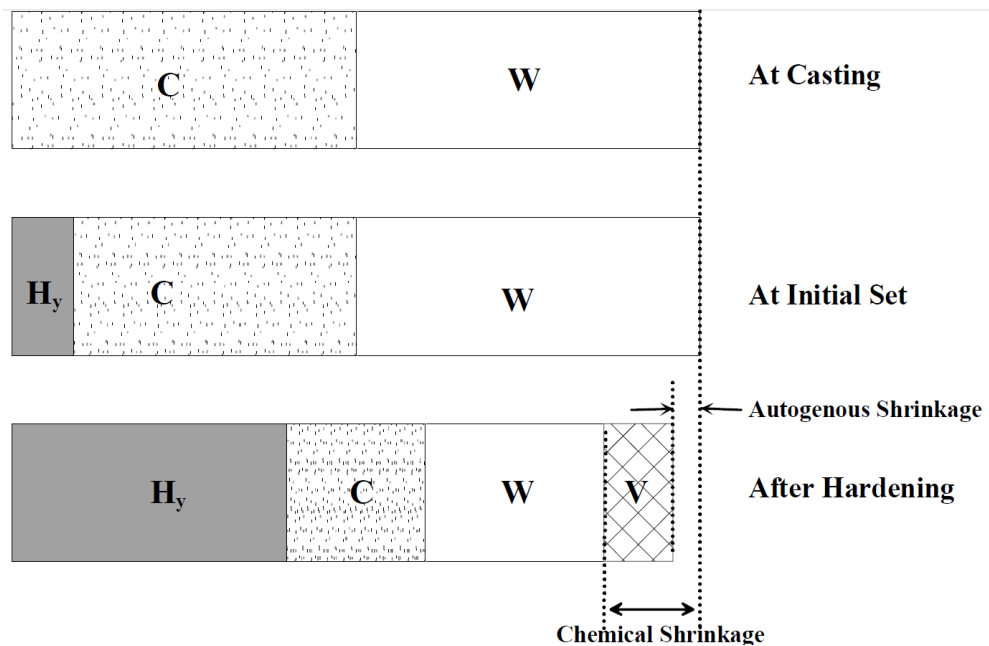 C
W
At Casting
Hy
C
W
At Initial Set
Autogenous Shrinkage
Hy
C
W
V
After Hardening
Chemical Shrinkage